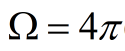 Ω = 4π